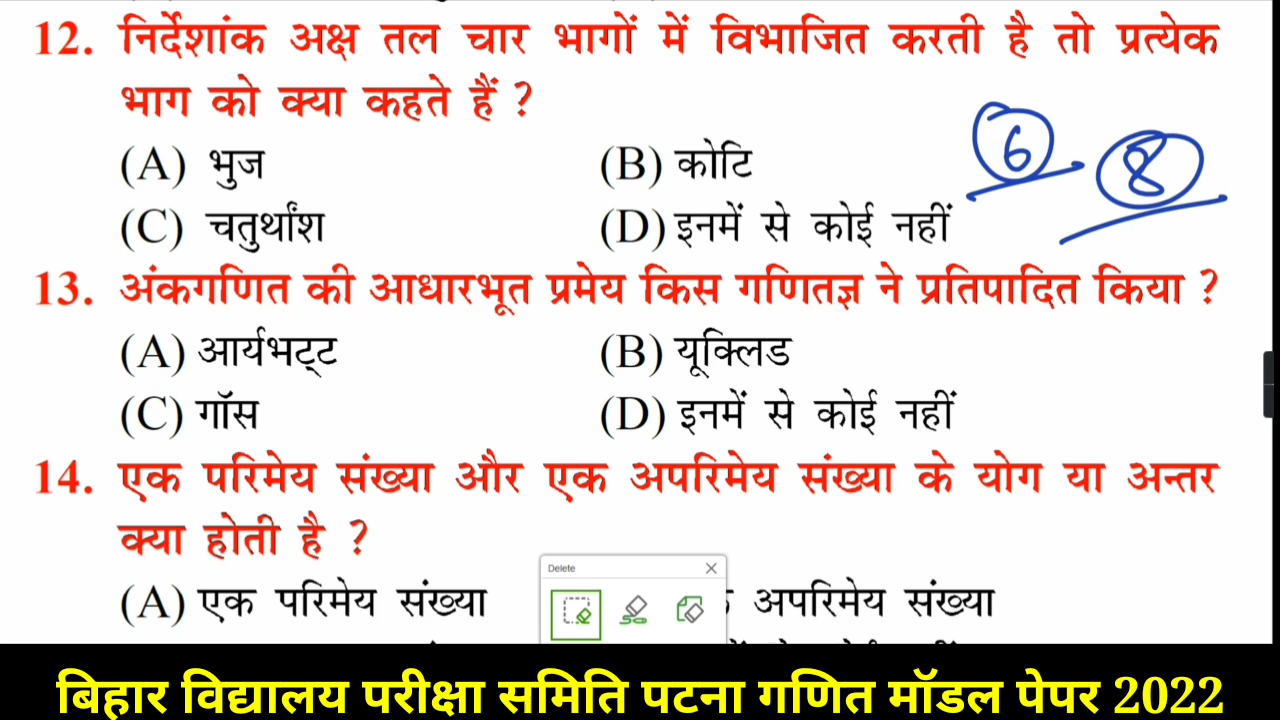 12. निर्देशांक अक्ष तल चार भागों में विभाजित करती है तो प्रत्येक
भाग को क्या कहते हैं ?
(A) भुज (B) कोटि
6 8
(C) चतुर्थांश (D) इनमें से कोई नहीं
13. अंकगणित की आधारभूत प्रमेय किस गणितज्ञ ने प्रतिपादित किया ?
(A) आर्यभट्ट (B) यूक्लिड
(C) गॉस (D) इनमें से कोई नहीं
14. एक परिमेय संख्या और एक अपरिमेय संख्या के योग या अन्तर
क्या होती है ?
Delete
(A) एक परिमेय संख्या अपरिमेय संख्या
बिहार विद्यालय परीक्षा समिति पटना गणित मॉडल पेपर 2022